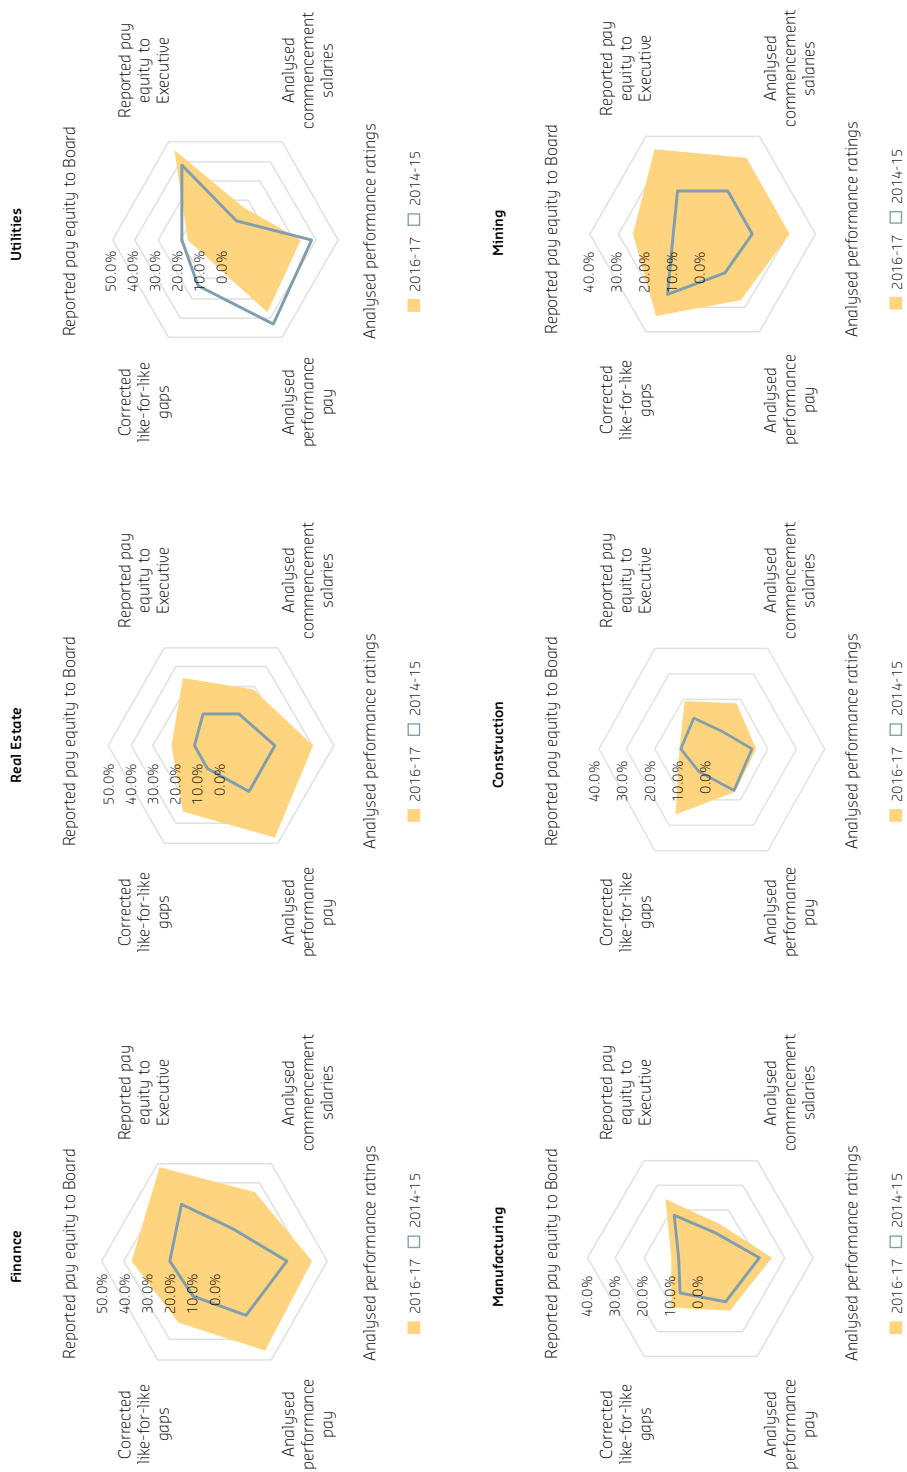 Finance
Reported pay equity to Board
50.0%
40.0%
30.0%
20.0%
10.0%
0.0%
Corrected
like-for-like
gaps
Reported pay
equity to
Executive
Analysed
performance
pay
Analysed
commencement
salaries
Analysed performance ratings
2016-17 2014-15
Real Estate
Reported pay equity to Board
50.0%
40.0%
30.0%
20.0%
10.0%
0.0%
Corrected
like-for-like
gaps
Reported pay
equity to
Executive
Analysed
performance
pay
Analysed
commencement
salaries
Analysed performance ratings
2016-17 2014-15
Utilities
Reported pay equity to Board
50.0%
40.0%
30.0%
20.0%
10.0%
0.0%
Corrected
like-for-like
gaps
Reported pay
equity to
Executive
Analysed
performance
pay
Analysed
commencement
salaries
Analysed performance ratings
2016-17 2014-15
Manufacturing
Reported pay equity to Board
40.0%
30.0%
20.0%
10.0%
0.0%
Corrected
like-for-like
gaps
Reported pay
equity to
Executive
Analysed
performance
pay
Analysed
commencement
salaries
Analysed performance ratings
2016-17 2014-15
Construction
Reported pay equity to Board
40.0%
30.0%
20.0%
10.0%
0.0%
Corrected
like-for-like
gaps
Reported pay
equity to
Executive
Analysed
performance
pay
Analysed
commencement
salaries
Analysed performance ratings
2016-17 2014-15
Mining
Reported pay equity to Board
40.0%
30.0%
20.0%
10.0%
0.0%
Corrected
like-for-like
gaps
Reported pay
equity to
Executive
Analysed
performance
pay
Analysed
commencement
salaries
Analysed performance ratings
2016-17 2014-15